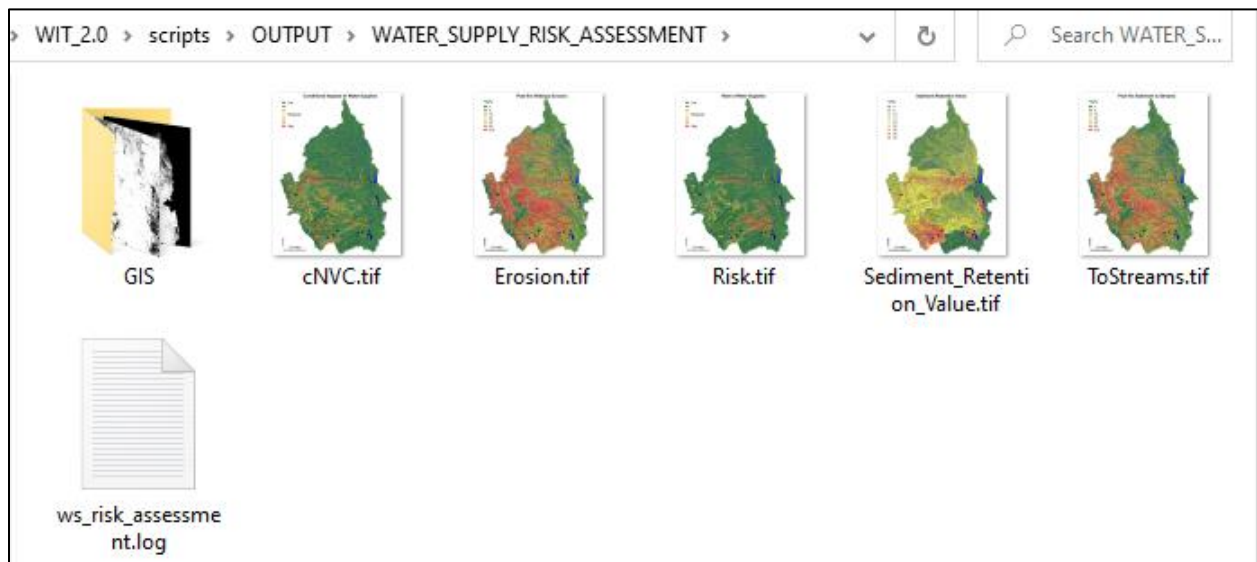 › WIT_2.0 › scripts › OUTPUT › WATER_SUPPLY_RISK_ASSESSMENT ›
Search WATER_S...
GIS
cNVC.tif
Erosion.tif
Risk.tif
Sediment_Retenti
on_Value.tif
ToStreams.tif
ws_risk_assessme
nt.log